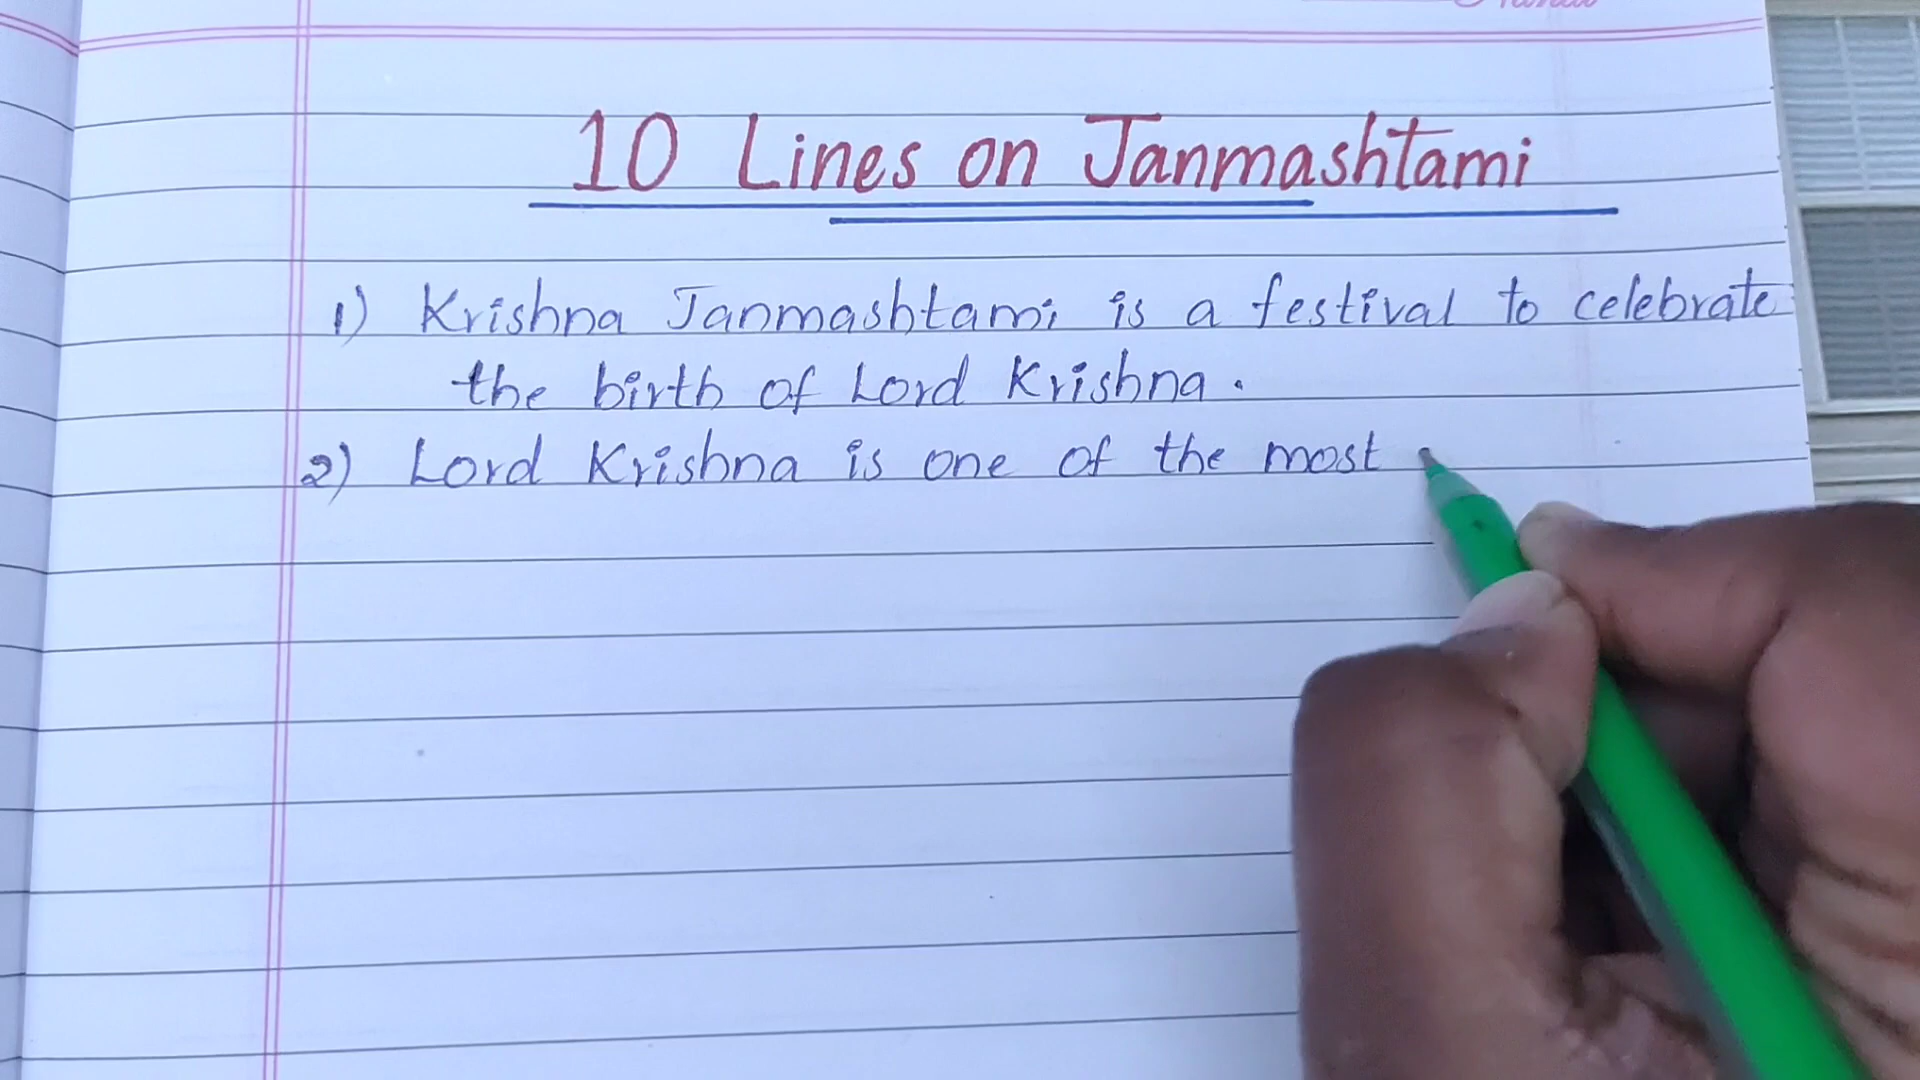 10 Lines on Janmashtami
1) Krishna Janmashtami is a festival to celebrate
the birth of Lord Krishna.
2) Lord Krishna is one of the most